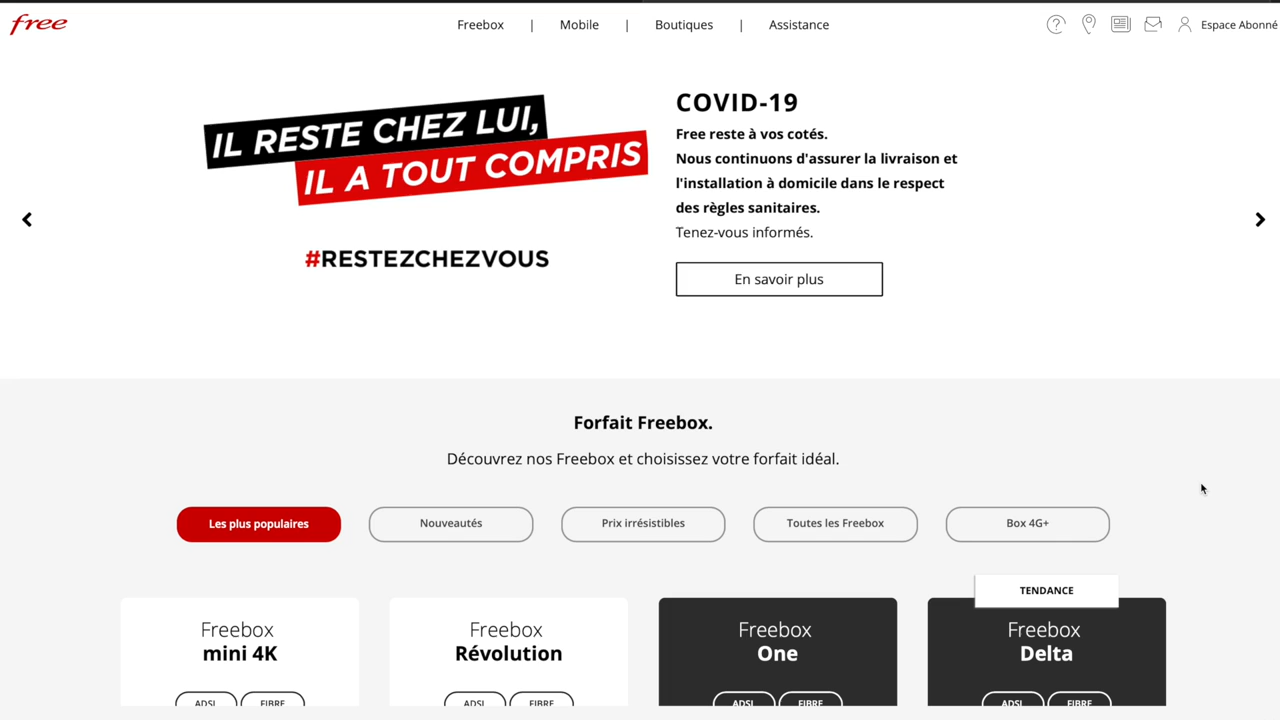 free
Freebox | Mobile | Boutiques | Assistance
Espace Abonné
IL RESTE CHEZ LUI,
IL A TOUT COMPRIS
#RESTEZCHEZVOUS
COVID-19
Free reste à vos cotés.
Nous continuons d'assurer la livraison et
l'installation à domicile dans le respect
des règles sanitaires.
Tenez-vous informés.
En savoir plus
Forfait Freebox.
Découvrez nos Freebox et choisissez votre forfait idéal.
Les plus populaires
Nouveautés
Prix irrésistibles
Toutes les Freebox
Box 4G+
Freebox
mini 4K
ADSL FIBRE
Freebox
Révolution
ADSL FIBRE
Freebox
One
ADSL FIBRE
TENDANCE
Freebox
Delta
ADSL FIBRE